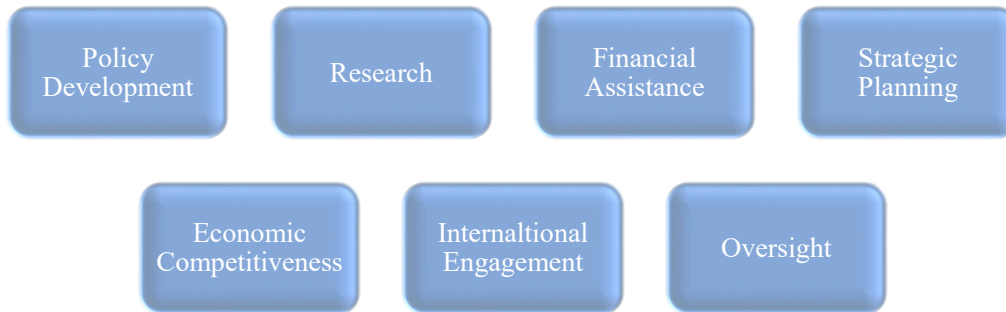 Policy
Development
Research
Financial
Assistance
Strategic
Planning
Economic
Competitiveness
Internaltional
Engagement
Oversight